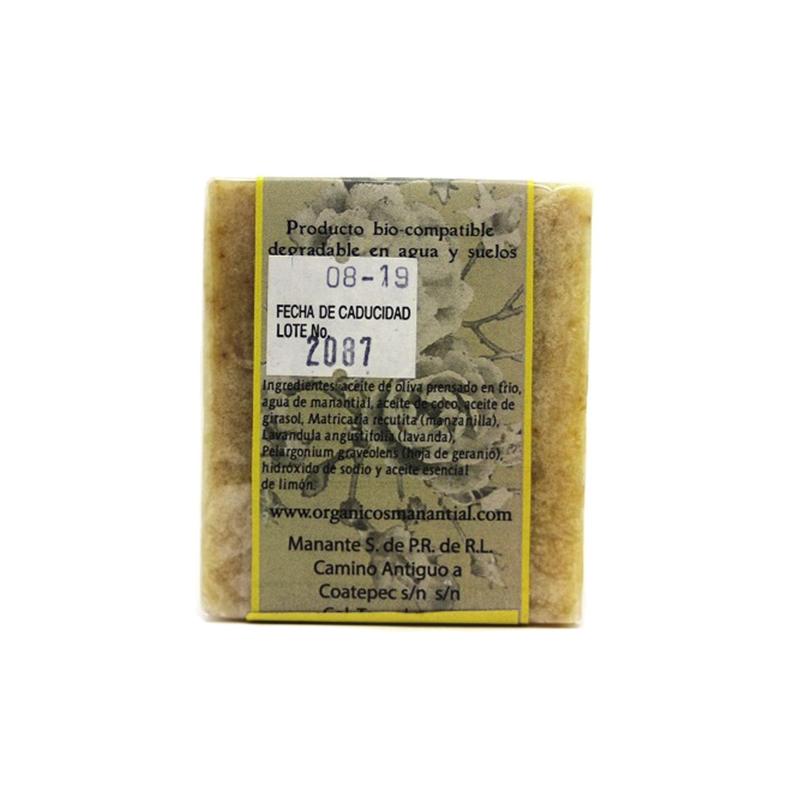 Producto bio-compatible
degradable en agua y suelos
08-19
FECHA DE CADUCIDAD
LOTE No.
2087
Ingredientes: aceite de oliva prensado en frio,
agua de manantial, aceite de coco, aceite de
girasol, Matricaria recutita (manzanilla),
Lavandula angustifolia (lavanda),
Pelargonium graveolens (hoja de geranio),
hidróxido de sodio y aceite esencial
de limón.
www.organicosmanantial.com
Manante S. de P.R. de R.L.
Camino Antiguo a
Coatepec s/n s/n